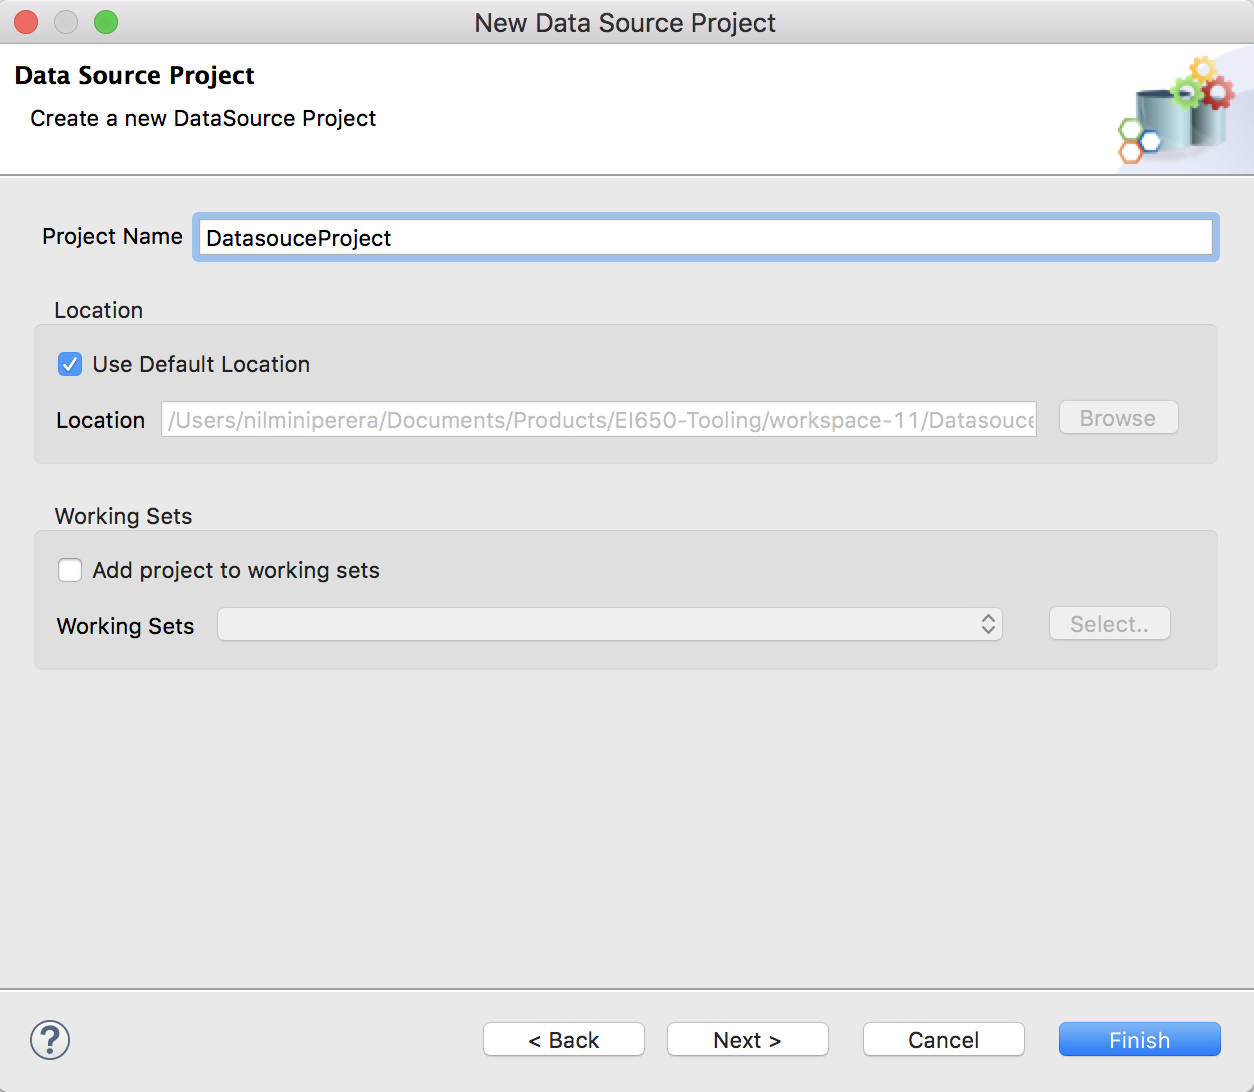 New Data Source Project
Data Source Project
Create a new DataSource Project
Project Name DatasouceProject
Location
Use Default Location
Location /Users/nilminiperera/Documents/Products/EI650-Tooling/workspace-11/Datasouce Browse
Working Sets
Add project to working sets
Working Sets Select..
? < Back Next > Cancel Finish